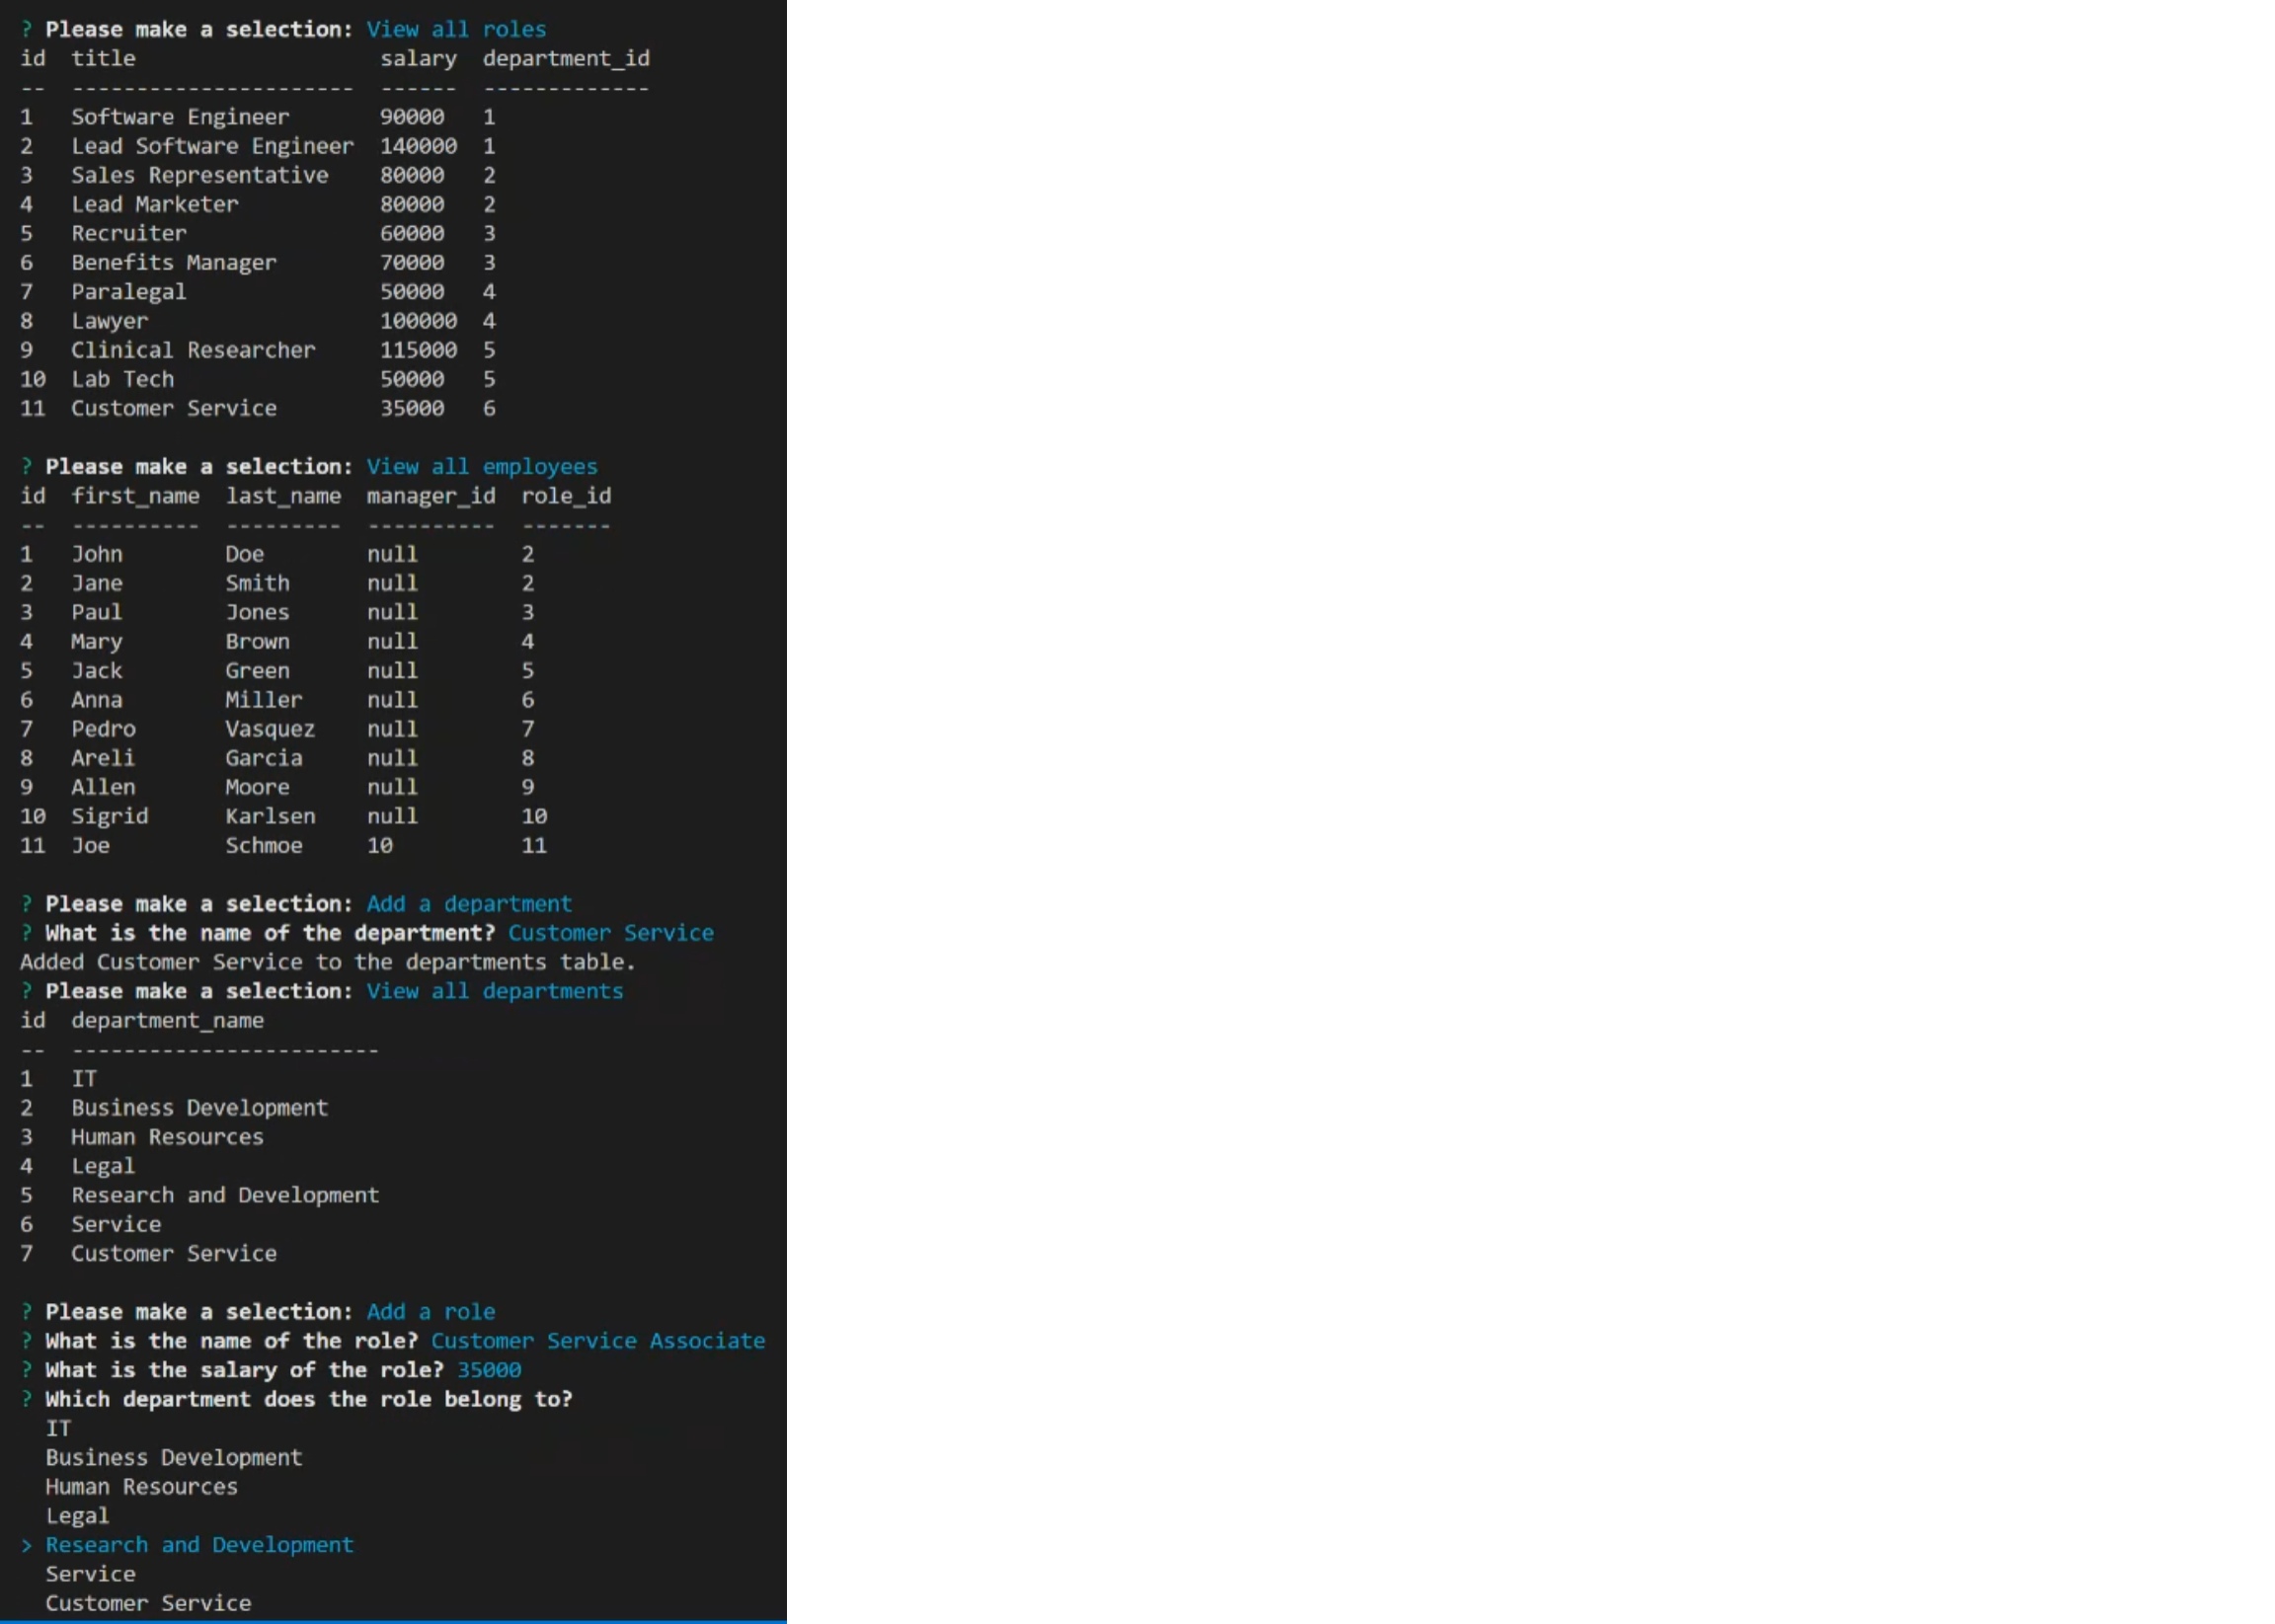 ? Please make a selection: View all roles
id  title                   salary  department_id
--  ----------------------  ------  -------------
1   Software Engineer       90000   1
2   Lead Software Engineer  140000  1
3   Sales Representative    80000   2
4   Lead Marketer           80000   2
5   Recruiter               60000   3
6   Benefits Manager        70000   3
7   Paralegal               50000   4
8   Lawyer                  100000  4
9   Clinical Researcher     115000  5
10  Lab Tech                50000   5
11  Customer Service        35000   6
? Please make a selection: View all employees
id  first_name  last_name  manager_id  role_id
--  ----------  ---------  ----------  -------
1   John        Doe        null        2
2   Jane        Smith      null        2
3   Paul        Jones      null        3
4   Mary        Brown      null        4
5   Jack        Green      null        5
6   Anna        Miller     null        6
7   Pedro       Vasquez    null        7
8   Areli       Garcia     null        8
9   Allen       Moore      null        9
10  Sigrid      Karlsen    null        10
11  Joe         Schmoe     10          11
? Please make a selection: Add a department
? What is the name of the department? Customer Service
Added Customer Service to the departments table.
? Please make a selection: View all departments
id  department_name
--  ------------------------
1   IT
2   Business Development
3   Human Resources
4   Legal
5   Research and Development
6   Service
7   Customer Service
? Please make a selection: Add a role
? What is the name of the role? Customer Service Associate
? What is the salary of the role? 35000
? Which department does the role belong to?
  IT
  Business Development
  Human Resources
  Legal
> Research and Development
  Service
  Customer Service